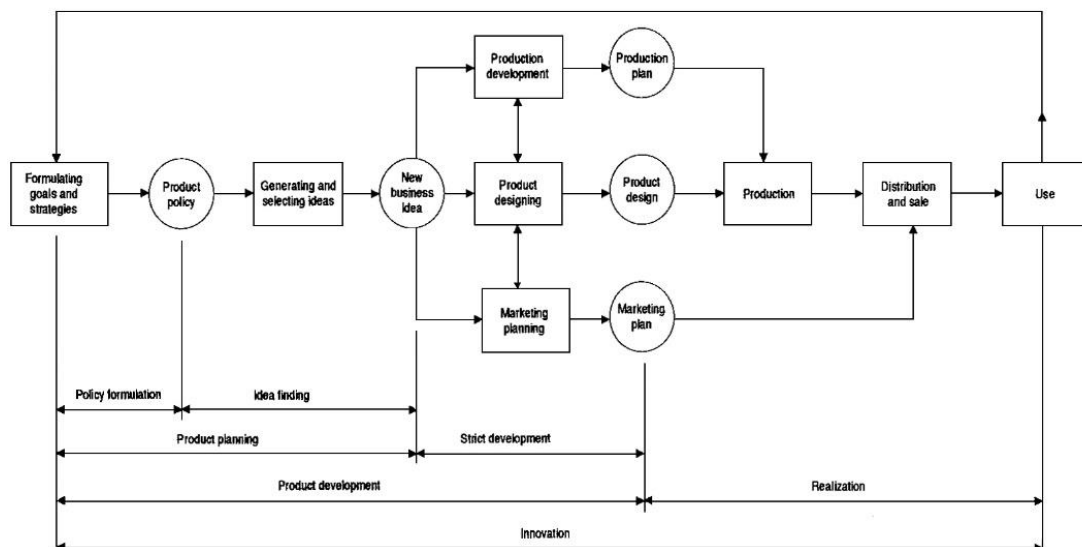 Production
development
Production
plan
Formulating
goals and
strategies
Product
policy
Generating and
selecting ideas
New
business
idea
Product
designing
Product
design
Production
Distribution
and sale
Use
Marketing
planning
Marketing
plan
Policy formulation
Idea finding
Product planning
Strict development
Product development
Realization
Innovation